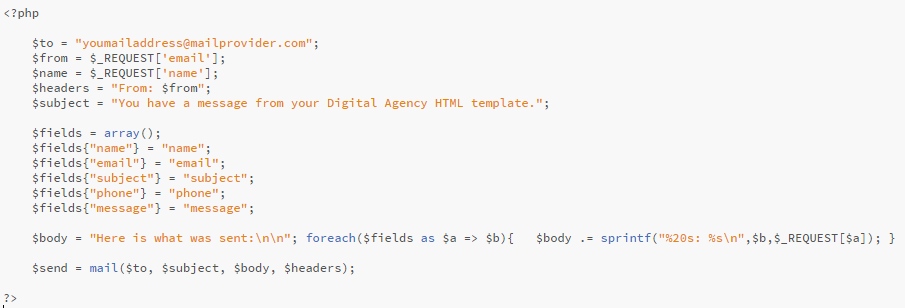 <?php
$to = "youmailaddress@mailprovider.com";
$from = $_REQUEST['email'];
$name = $_REQUEST['name'];
$headers = "From: $from";
$subject = "You have a message from your Digital Agency HTML template.";
$fields = array();
$fields{"name"} = "name";
$fields{"email"} = "email";
$fields{"subject"} = "subject";
$fields{"phone"} = "phone";
$fields{"message"} = "message";
$body = "Here is what was sent:\n\n"; foreach($fields as $a => $b){   $body .= sprintf("%20s: %s\n",$b,$_REQUEST[$a]); }
$send = mail($to, $subject, $body, $headers);
?>